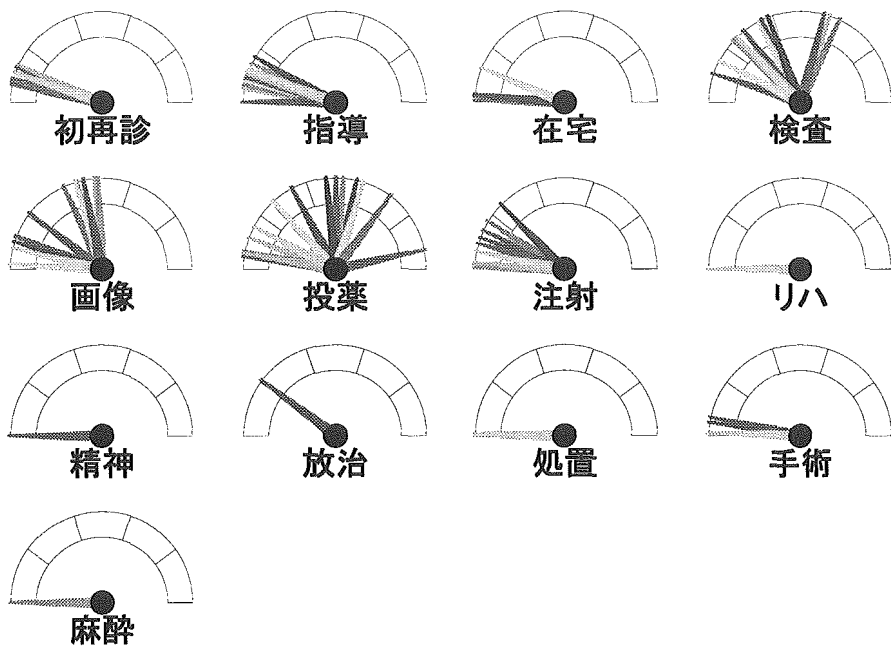 初再診 指導 在宅 検査
画像 投薬 注射 リハ
精神 放治 処置 手術
麻酔